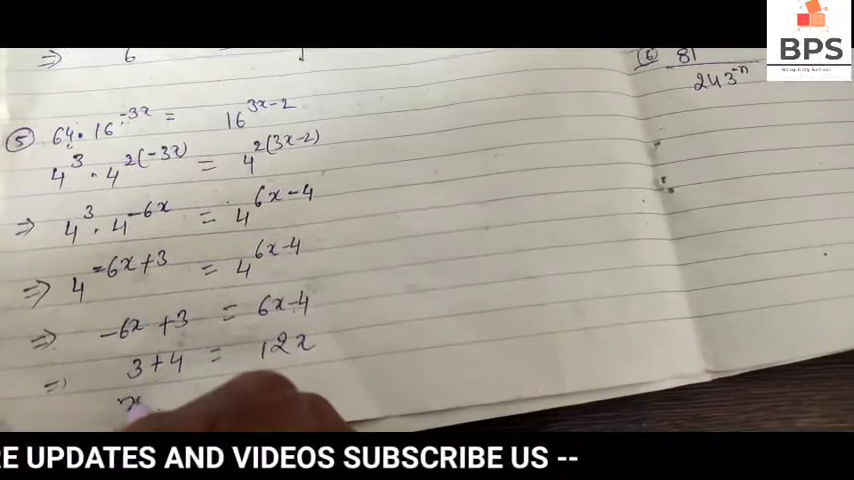 ⇒ 6
⑤ 64 · 16^{-3x} = 16^{3x-2}
4^3 · 4^{2(-3x)} = 4^{2(3x-2)}
⇒ 4^3 · 4^{-6x} = 4^{6x-4}
⇒ 4^{-6x+3} = 4^{6x-4}
⇒ -6x + 3 = 6x-4
⇒ 3+4 = 12x
⑥ 81
243^{-n}
BPS
RE UPDATES AND VIDEOS SUBSCRIBE US --